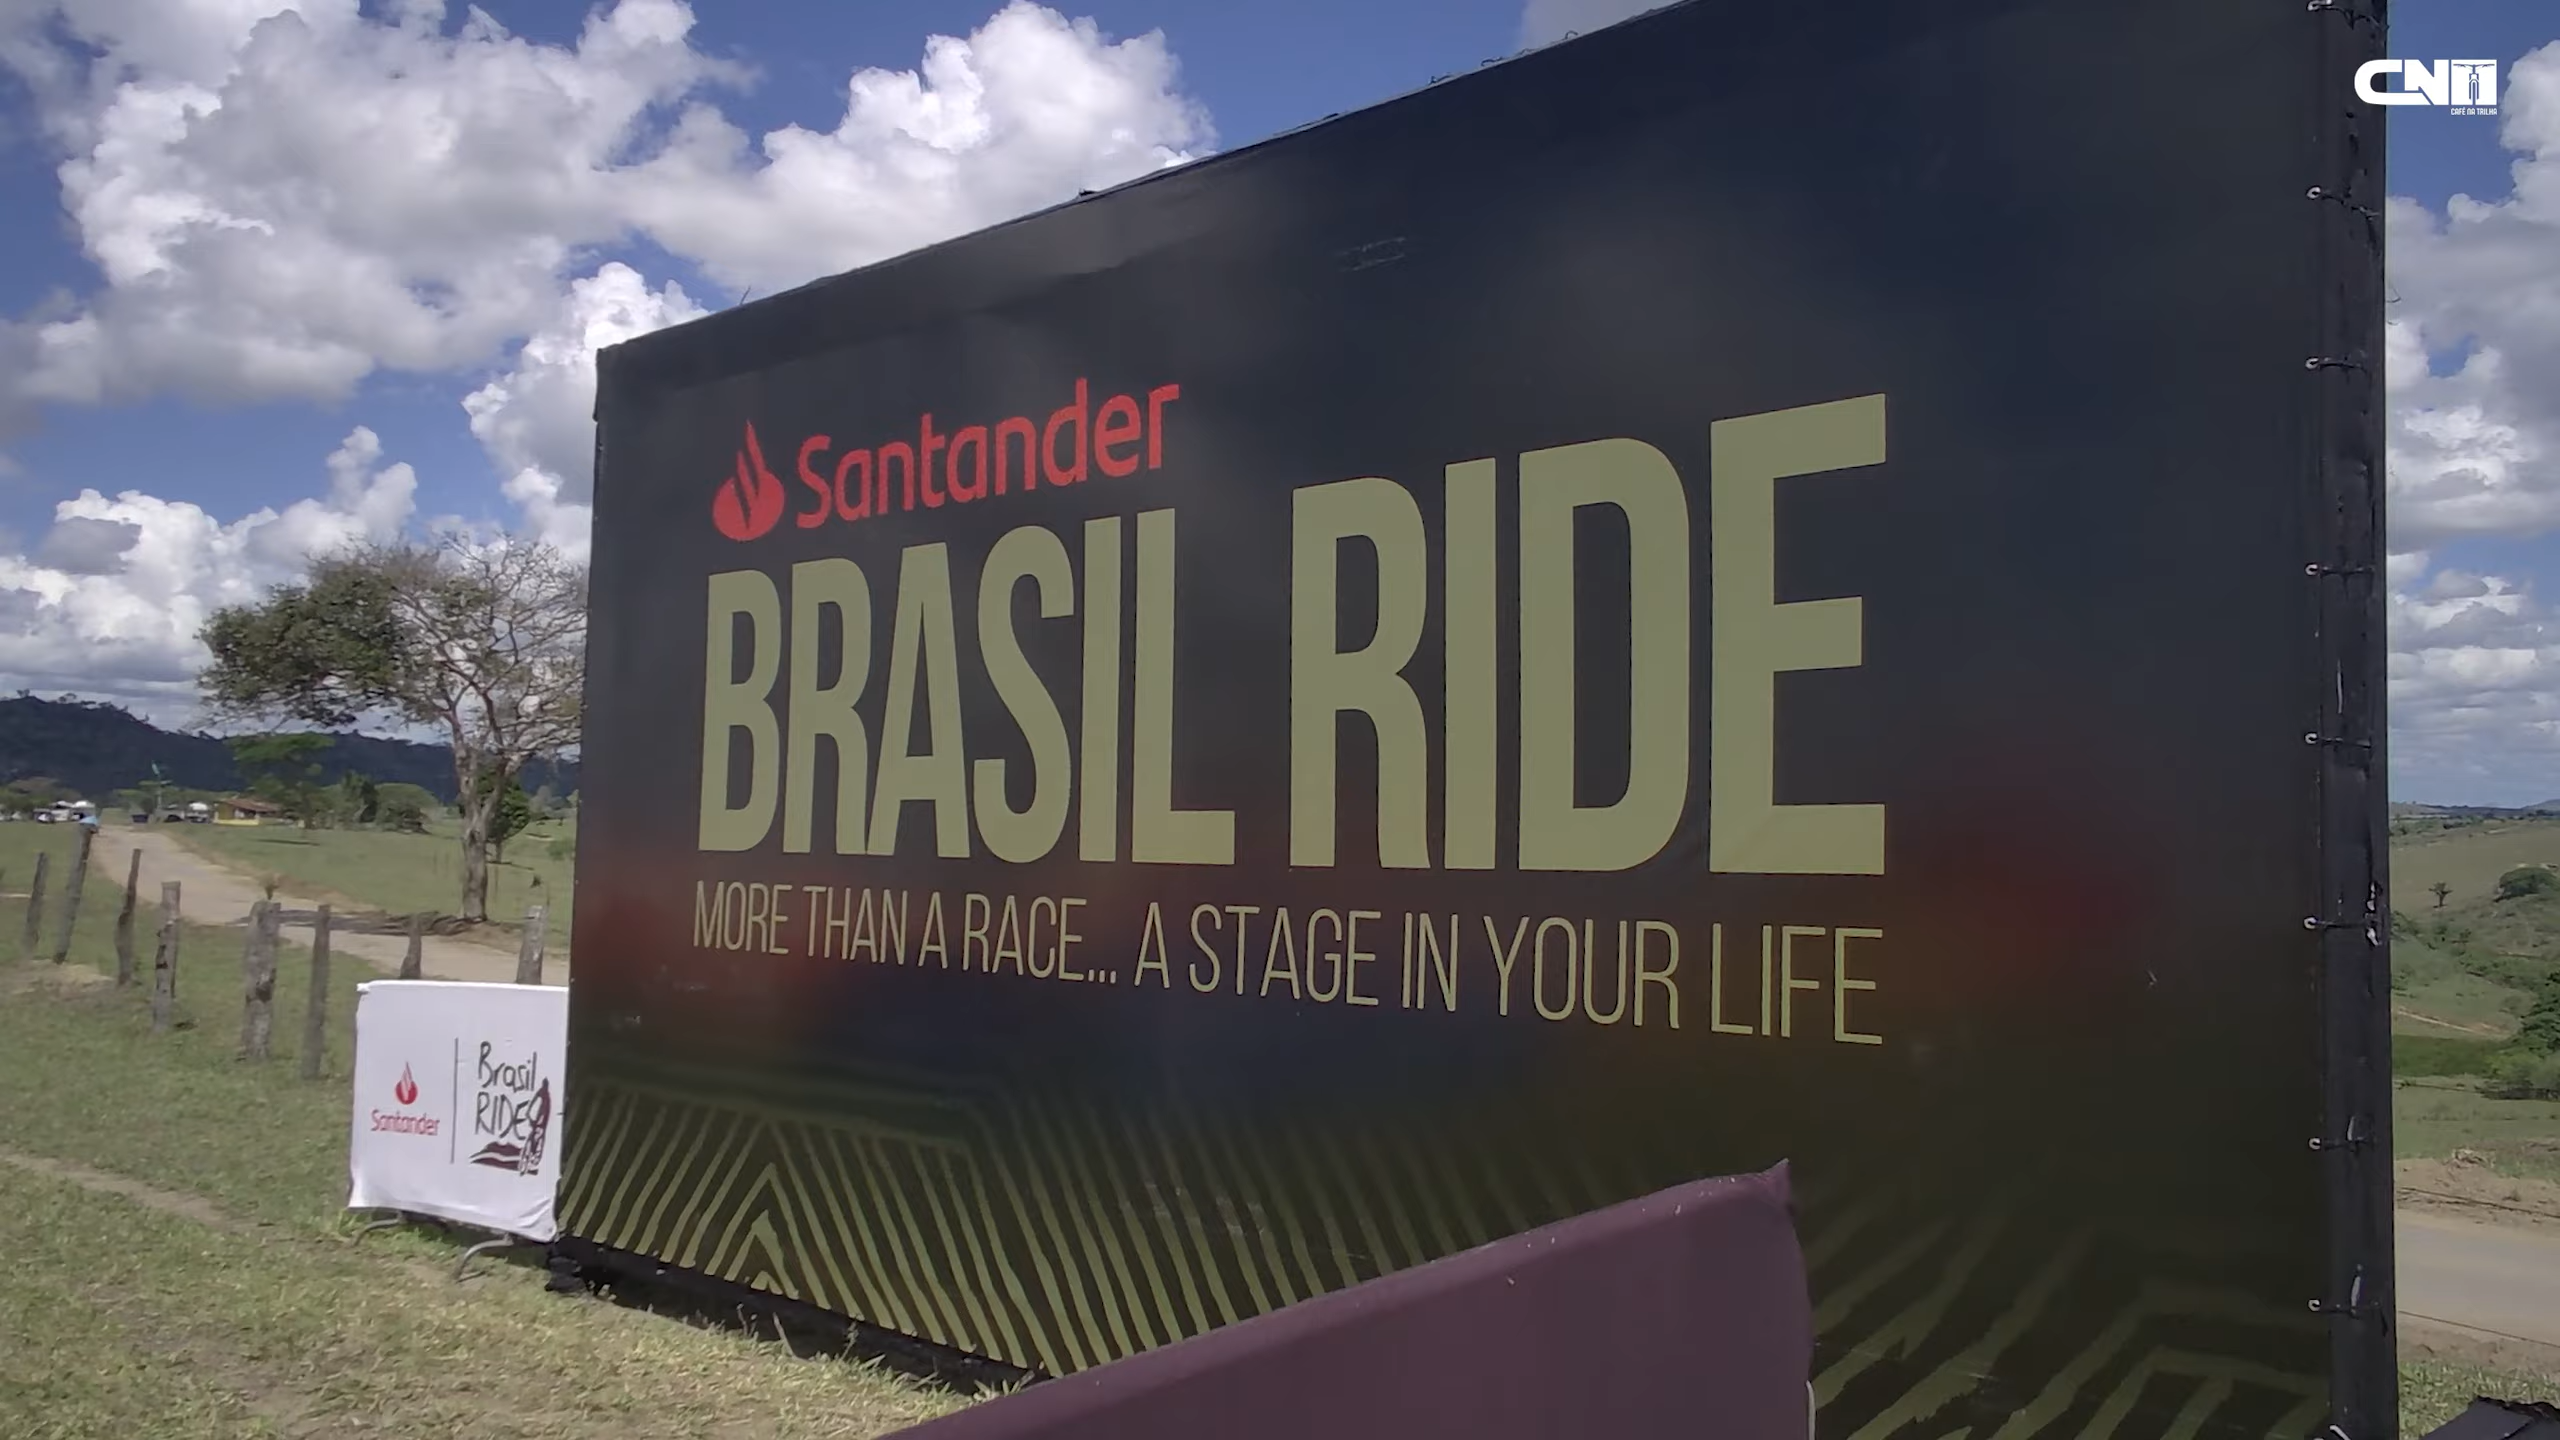 CNT
CAFÉ NA TRILHA
Santander
BRASIL RIDE
MORE THAN A RACE... A STAGE IN YOUR LIFE
Santander
Brasil
RIDE